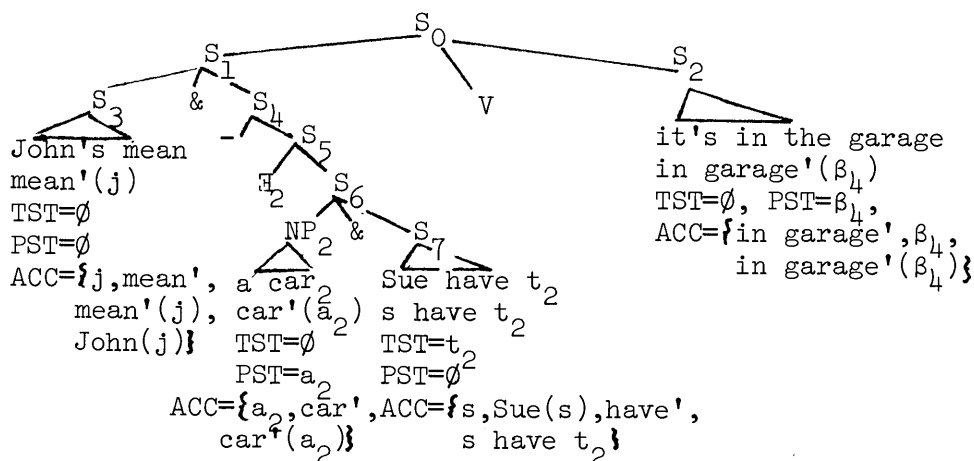 S₀
S₁ S₂
S₃ & S₄ V
– S₅
∃₂ S₆
NP₂ & S₇
John's mean
mean'(j)
TST=∅
PST=∅
ACC={j,mean',
mean'(j),
John(j)}
a car₂
car'(a₂)
TST=∅
PST=a₂
ACC={a₂,car',
car'(a₂)}
Sue have t₂
s have t₂
TST=t₂
PST=∅
ACC={s,Sue(s),have',
s have t₂}
it's in the garage
in garage'(β₄)
TST=∅, PST=β₄,
ACC={in garage',β₄,
in garage'(β₄)}